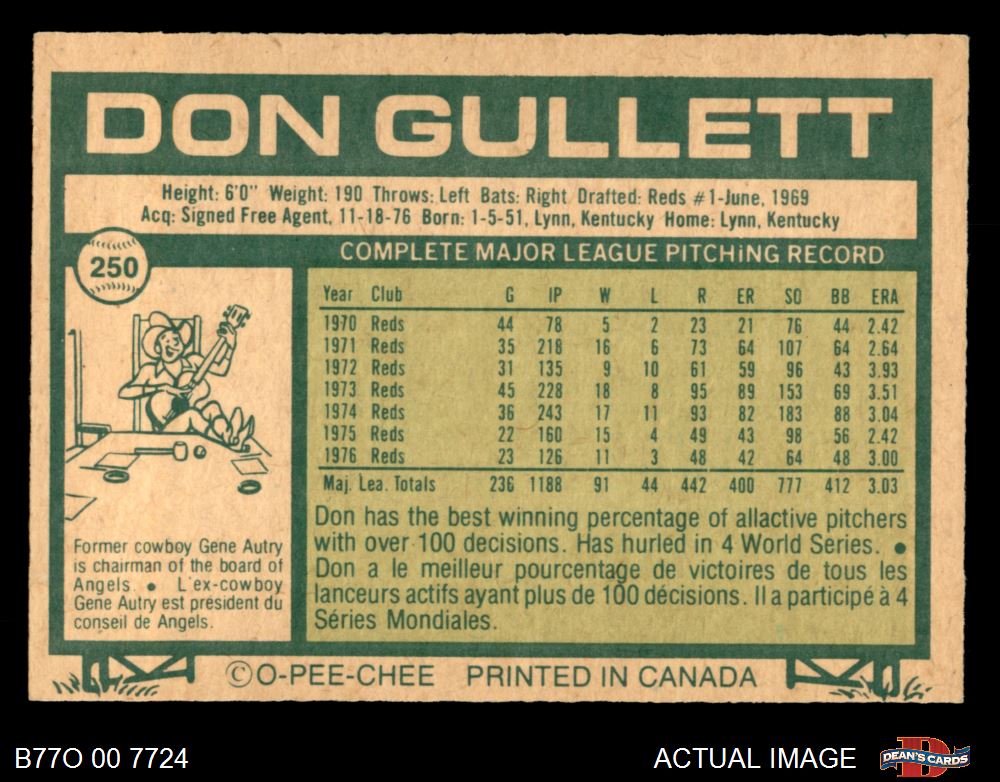 DON GULLETT
Height: 6'0" Weight: 190 Throws: Left Bats: Right Drafted: Reds #1-June, 1969
Acq: Signed Free Agent, 11-18-76 Born: 1-5-51, Lynn, Kentucky Home: Lynn, Kentucky
250
COMPLETE MAJOR LEAGUE PITCHiNG RECORD
Year Club G IP W L R ER SO BB ERA
1970 Reds 44 78 5 2 23 21 76 44 2.42
1971 Reds 35 218 16 6 73 64 107 64 2.64
1972 Reds 31 135 9 10 61 59 96 43 3.93
1973 Reds 45 228 18 8 95 89 153 69 3.51
1974 Reds 36 243 17 11 93 82 183 88 3.04
1975 Reds 22 160 15 4 49 43 98 56 2.42
1976 Reds 23 126 11 3 48 42 64 48 3.00
Maj. Lea. Totals 236 1188 91 44 442 400 777 412 3.03
Don has the best winning percentage of allactive pitchers
with over 100 decisions. Has hurled in 4 World Series. •
Don a le meilleur pourcentage de victoires de tous les
lanceurs actifs ayant plus de 100 décisions. Il a participé à 4
Séries Mondiales.
Former cowboy Gene Autry
is chairman of the board of
Angels. • L'ex-cowboy
Gene Autry est président du
conseil de Angels.
©O-PEE-CHEE PRINTED IN CANADA
B77O 00 7724
ACTUAL IMAGE
D
DEAN'S CARDS